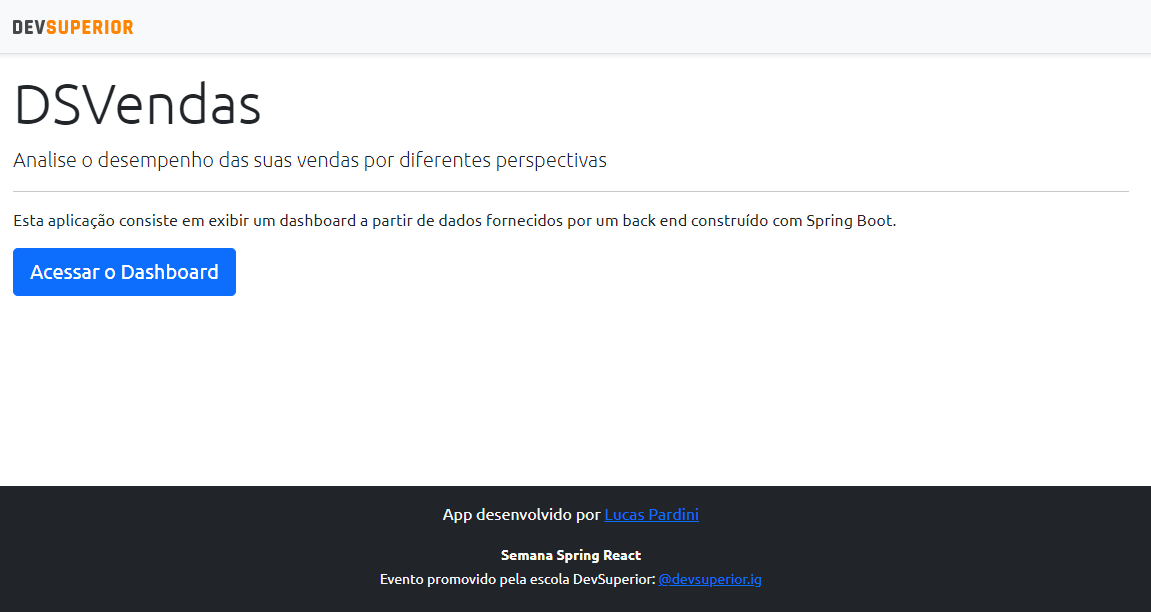 DEVSUPERIOR
DSVendas
Analise o desempenho das suas vendas por diferentes perspectivas
Esta aplicação consiste em exibir um dashboard a partir de dados fornecidos por um back end construído com Spring Boot.
Acessar o Dashboard
App desenvolvido por Lucas Pardini
Semana Spring React
Evento promovido pela escola DevSuperior: @devsuperior.ig